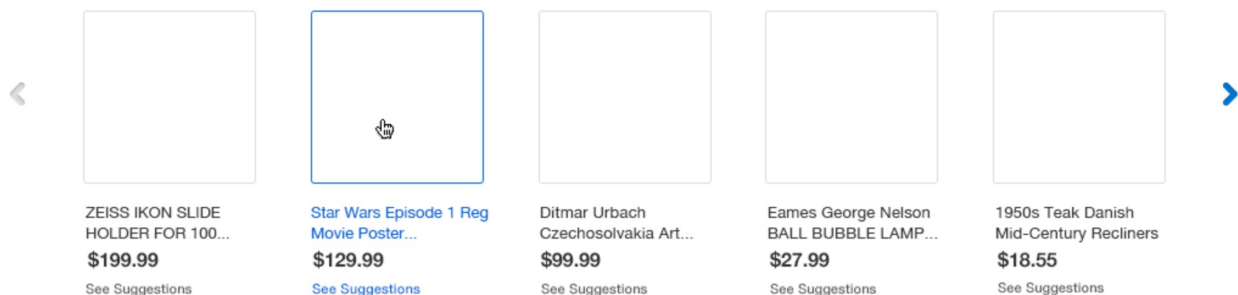 ZEISS IKON SLIDE
HOLDER FOR 100...
$199.99
See Suggestions
Star Wars Episode 1 Reg
Movie Poster...
$129.99
See Suggestions
Ditmar Urbach
Czechosolvakia Art...
$99.99
See Suggestions
Eames George Nelson
BALL BUBBLE LAMP...
$27.99
See Suggestions
1950s Teak Danish
Mid-Century Recliners
$18.55
See Suggestions